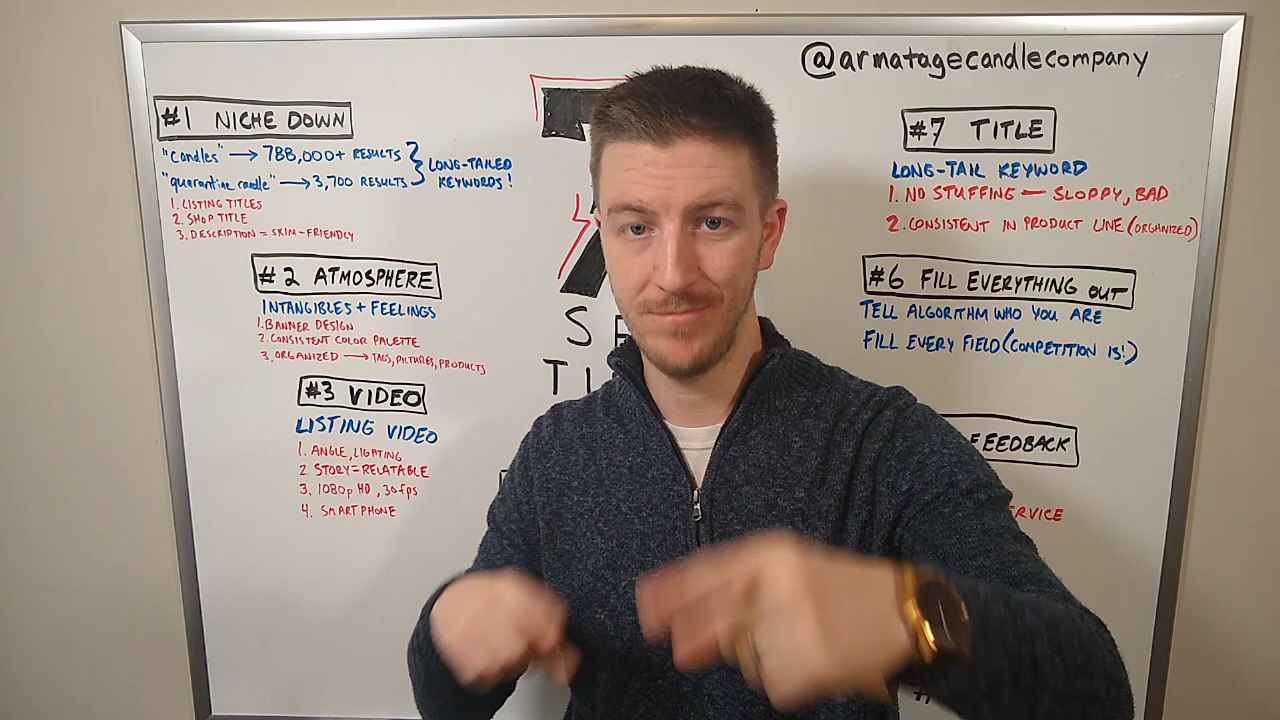 @armatagecandlecompany
#1 NICHE DOWN
"candles" → 788,000+ RESULTS
"quarantine candle" → 3,700 RESULTS
LONG-TAILED
KEYWORDS!
1. LISTING TITLES
2. SHOP TITLE
3. DESCRIPTION = SKIM-FRIENDLY
#2 ATMOSPHERE
INTANGIBLES + FEELINGS
1. BANNER DESIGN
2. CONSISTENT COLOR PALETTE
3. ORGANIZED → TAGS, PICTURES, PRODUCTS
#3 VIDEO
LISTING VIDEO
1. ANGLE, LIGHTING
2 STORY = RELATABLE
3. 1080p HD, 30fps
4. SMARTPHONE
7
SE
TI
#7 TITLE
LONG-TAIL KEYWORD
1. NO STUFFING — SLOPPY, BAD
2. CONSISTENT IN PRODUCT LINE (ORGANIZED)
#6 FILL EVERYTHING OUT
TELL ALGORITHM WHO YOU ARE
FILL EVERY FIELD (COMPETITION IS!)
FEEDBACK
ERVICE
#